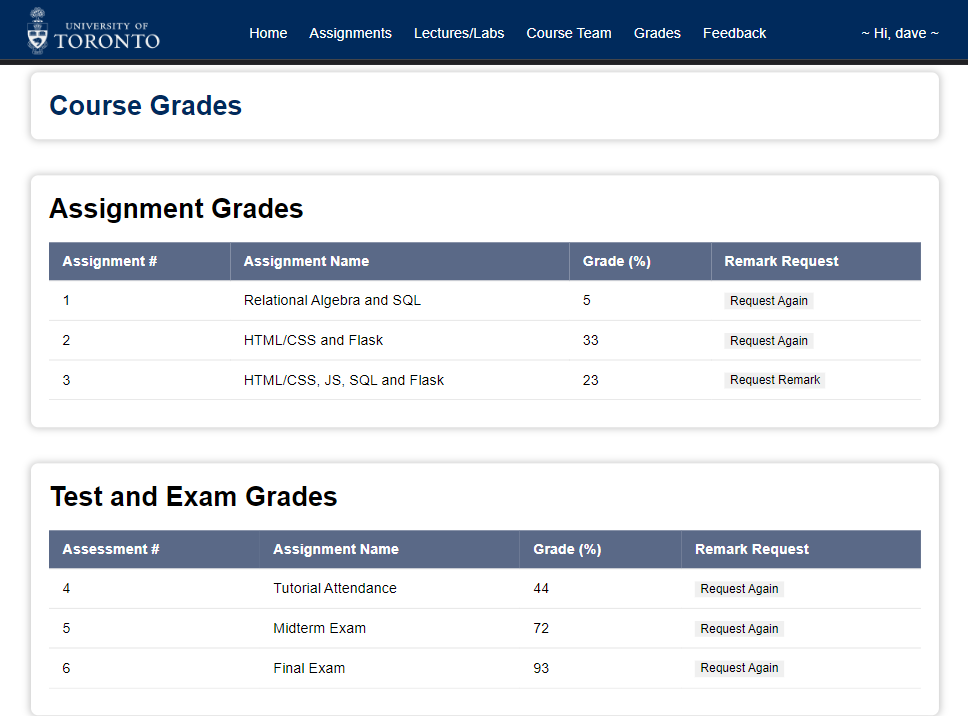 UNIVERSITY OF
TORONTO
Home Assignments Lectures/Labs Course Team Grades Feedback ~ Hi, dave ~
Course Grades
Assignment Grades
Assignment # Assignment Name Grade (%) Remark Request
1 Relational Algebra and SQL 5 Request Again
2 HTML/CSS and Flask 33 Request Again
3 HTML/CSS, JS, SQL and Flask 23 Request Remark
Test and Exam Grades
Assessment # Assignment Name Grade (%) Remark Request
4 Tutorial Attendance 44 Request Again
5 Midterm Exam 72 Request Again
6 Final Exam 93 Request Again